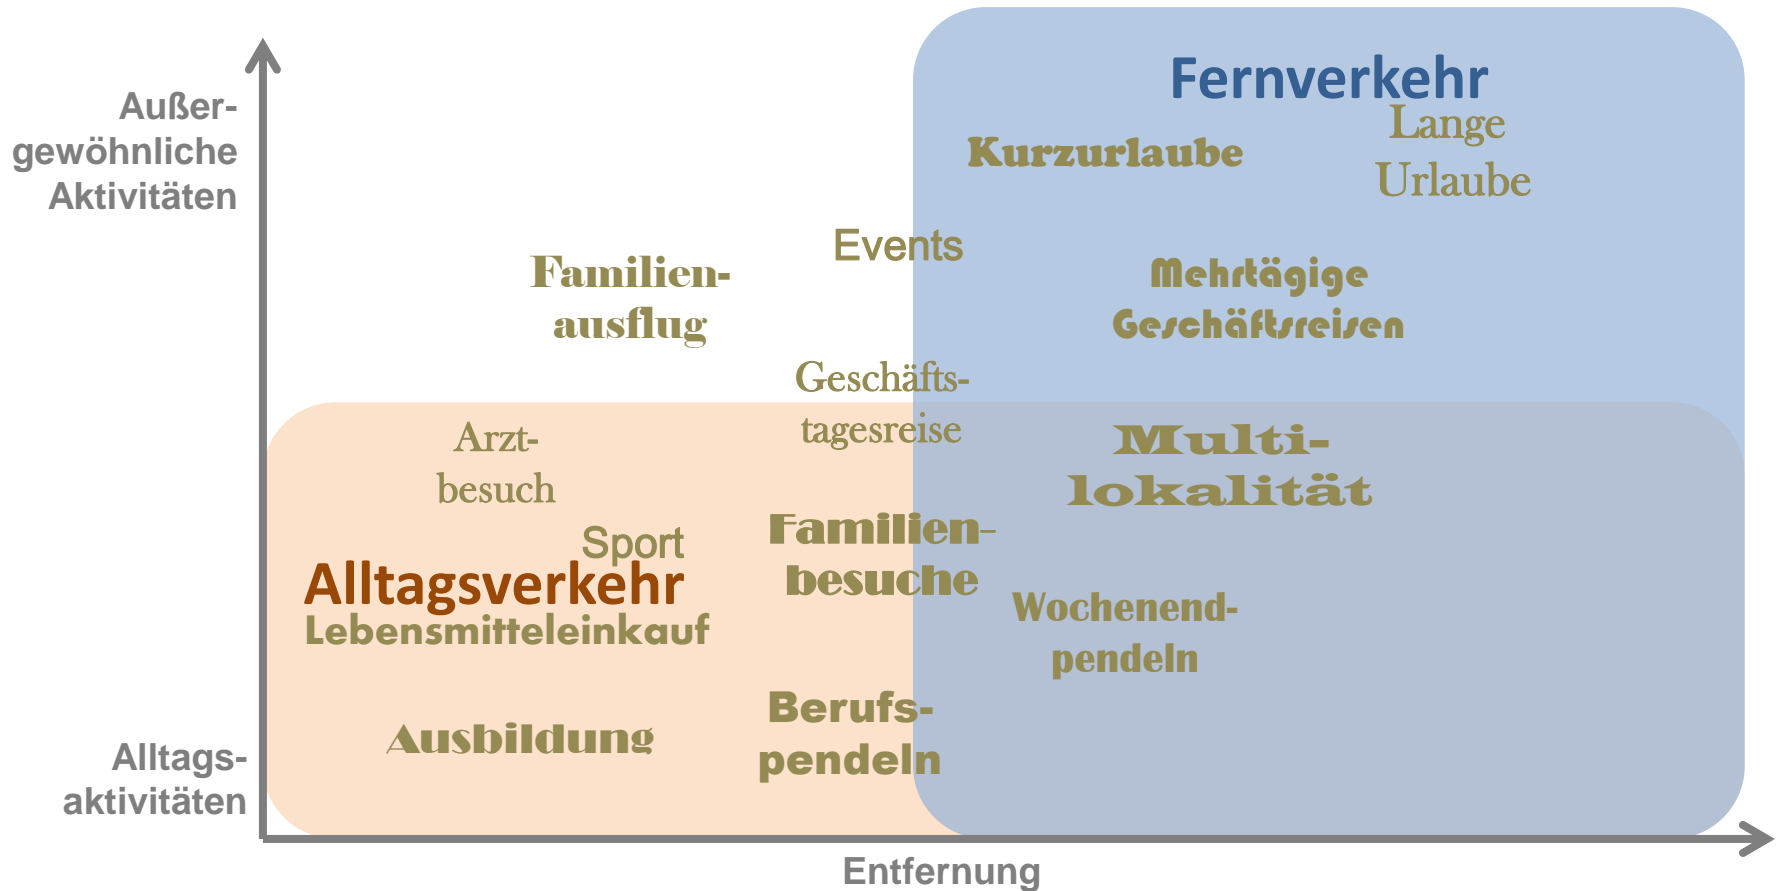 Außer-
gewöhnliche
Aktivitäten
Fernverkehr
Kurzurlaube
Lange
Urlaube
Events
Familien-
ausflug
Mehrtägige
Geschäftsreisen
Geschäfts-
tagesreise
Arzt-
besuch
Multi-
lokalität
Sport
Familien-
besuche
Alltagsverkehr
Lebensmitteleinkauf
Wochenend-
pendeln
Ausbildung
Berufs-
pendeln
Alltags-
aktivitäten
Entfernung